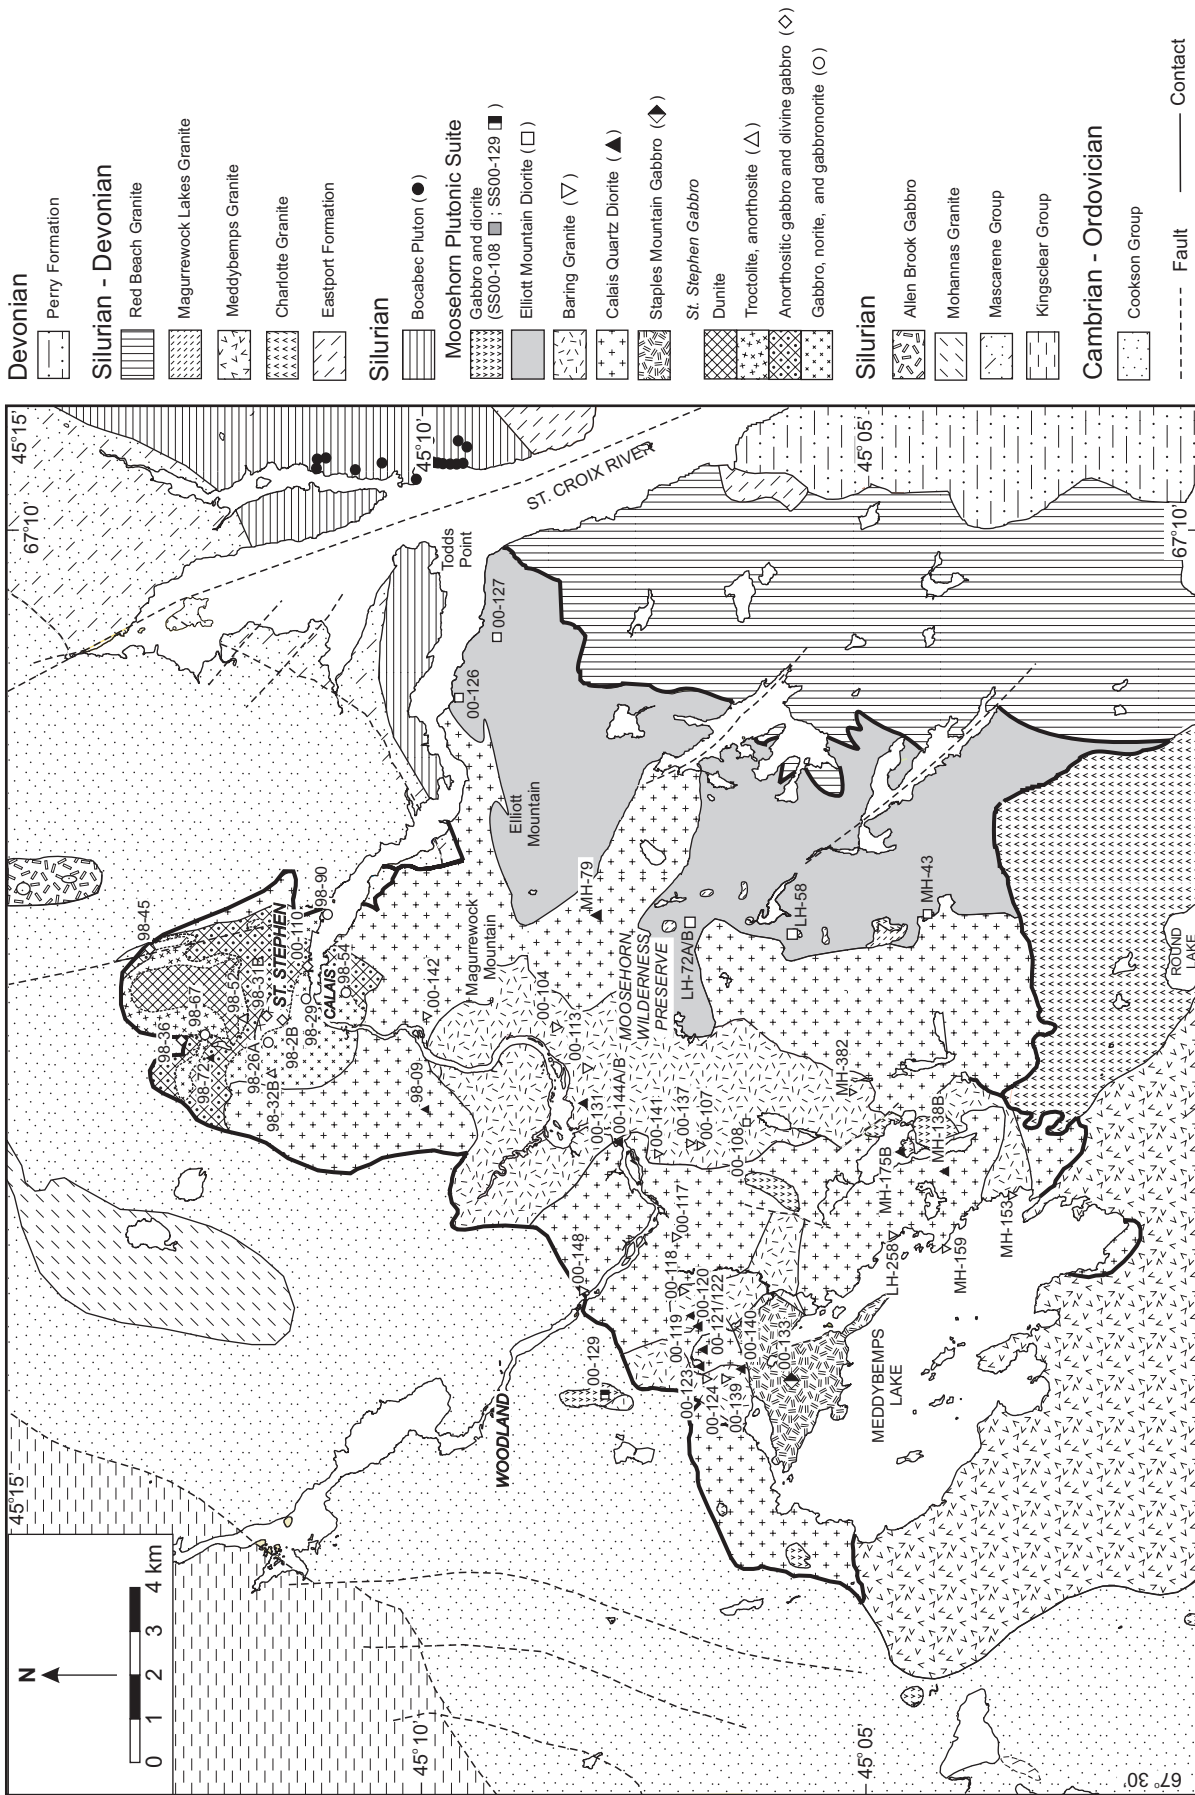 45°15'
67°10'
45°10'
45°05'
67°10'
45°15'
45°10'
45°05'
67°30'
N
0 1 2 3 4 km
ST. CROIX RIVER
Todds
Point
00-127
00-126
Elliott
Mountain
MH-79
Magurrewock
Mountain
MOOSEHORN
WILDERNESS
PRESERVE
LH-72A/B
LH-58
MH-43
ROUND
LAKE
98-45
98-90
ST. STEPHEN
00-110
CALAIS
98-54
98-36
98-67
98-52
98-31B
98-72
98-26A
98-2B
98-29
98-32B
98-09
00-142
00-104
00-113
00-131
00-144A/B
00-141
00-137
00-107
00-108
MH-382
MH-138B
MH-175B
MH-153
MH-159
LH-258
00-117
00-118
00-148
00-119
00-120
00-121/122
00-123
00-124
00-139
00-140
00-133
00-129
WOODLAND
MEDDYBEMPS
LAKE
Devonian
Perry Formation
Silurian - Devonian
Red Beach Granite
Magurrewock Lakes Granite
Meddybemps Granite
Charlotte Granite
Eastport Formation
Silurian
Bocabec Pluton (●)
Moosehorn Plutonic Suite
Gabbro and diorite
(SS00-108 ■ ; SS00-129 ◨ )
Elliott Mountain Diorite (□)
Baring Granite (▽)
Calais Quartz Diorite (▲)
Staples Mountain Gabbro (◈)
St. Stephen Gabbro
Dunite
Troctolite, anorthosite (△)
Anorthositic gabbro and olivine gabbro (◇)
Gabbro, norite, and gabbronorite (○)
Silurian
Allen Brook Gabbro
Mohannas Granite
Mascarene Group
Kingsclear Group
Cambrian - Ordovician
Cookson Group
Fault
Contact